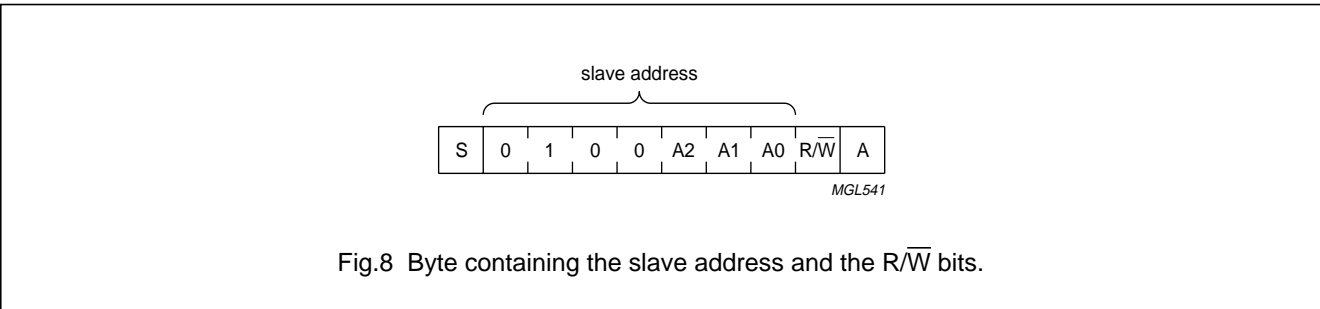 slave address
S 0 1 0 0 A2 A1 A0 R/W̅ A
MGL541
Fig.8 Byte containing the slave address and the R/W̅ bits.